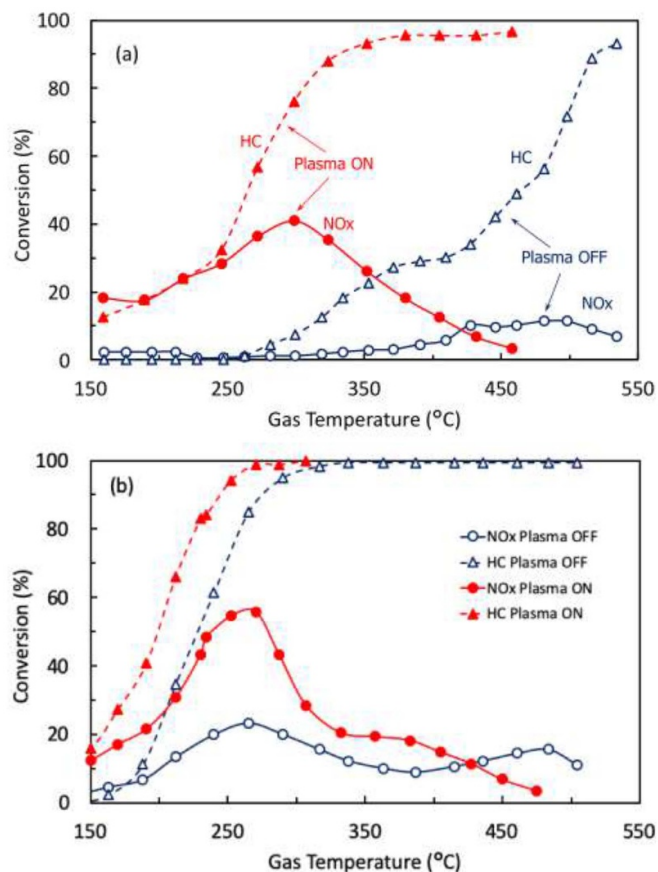 100
(a)
80
HC
Conversion (%)
60
Plasma ON
HC
40
NOx
Plasma OFF
20
NOx
0
150 250 350 450 550
Gas Temperature (°C)
100
(b)
80
NOx Plasma OFF
HC Plasma OFF
60
NOx Plasma ON
HC Plasma ON
Conversion (%)
40
20
0
150 250 350 450 550
Gas Temperature (°C)